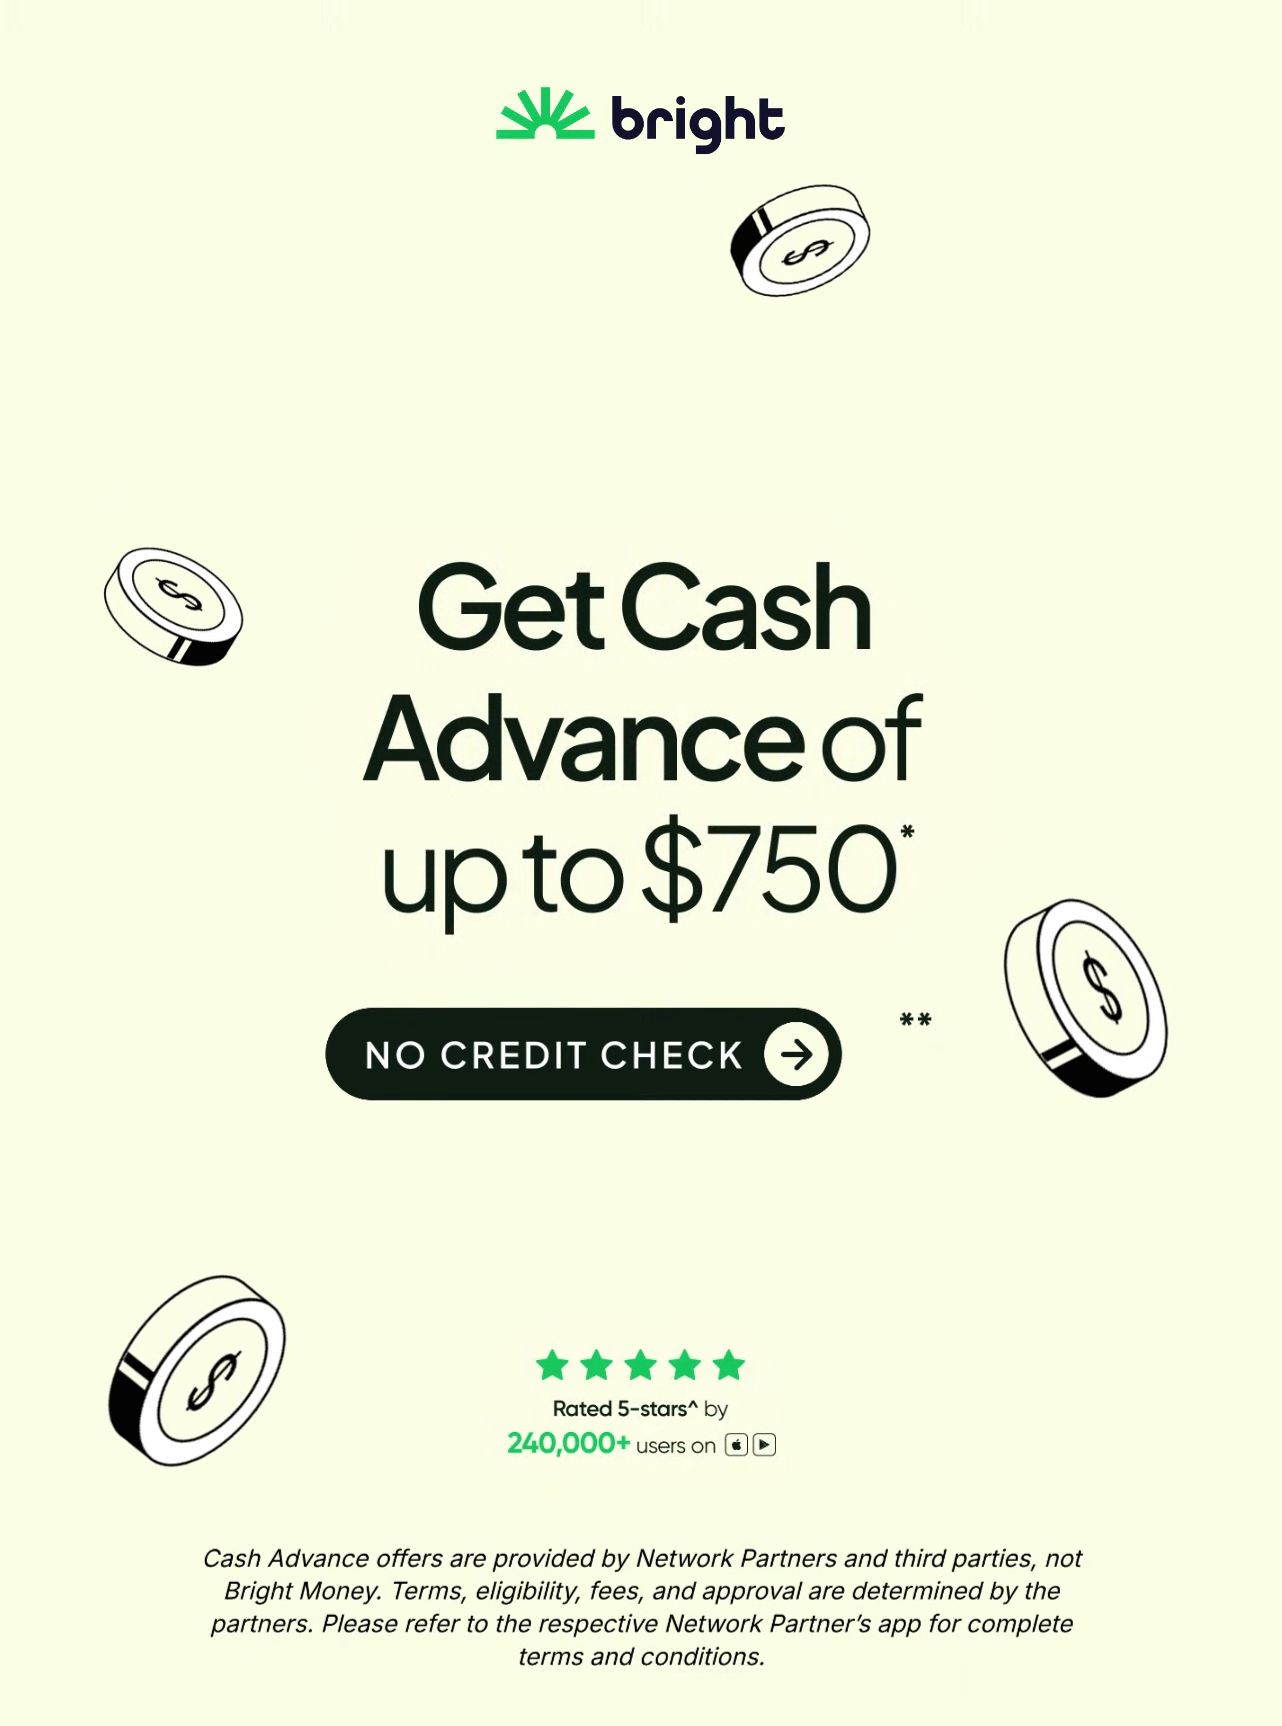 bright
Get Cash
Advance of
up to $750*
NO CREDIT CHECK
**
Rated 5-stars^ by
240,000+ users on
Cash Advance offers are provided by Network Partners and third parties, not
Bright Money. Terms, eligibility, fees, and approval are determined by the
partners. Please refer to the respective Network Partner’s app for complete
terms and conditions.
$
$
$
$